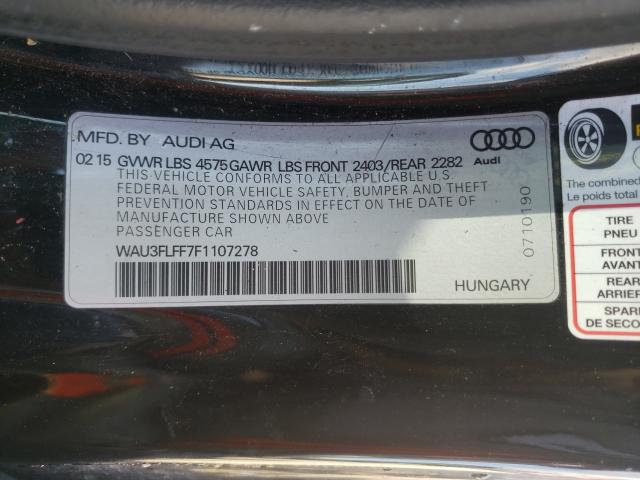 MFD. BY AUDI AG
02 15 GVWR LBS 4575 GAWR LBS FRONT 2403/REAR 2282
Audi
THIS VEHICLE CONFORMS TO ALL APPLICABLE U.S.
FEDERAL MOTOR VEHICLE SAFETY, BUMPER AND THEFT
PREVENTION STANDARDS IN EFFECT ON THE DATE OF
MANUFACTURE SHOWN ABOVE
PASSENGER CAR
WAU3FLFF7F1107278
HUNGARY
0710190
The combined
Le poids total
TIRE
PNEU
FRONT
AVANT
REAR
ARRIER
SPARE
DE SECO